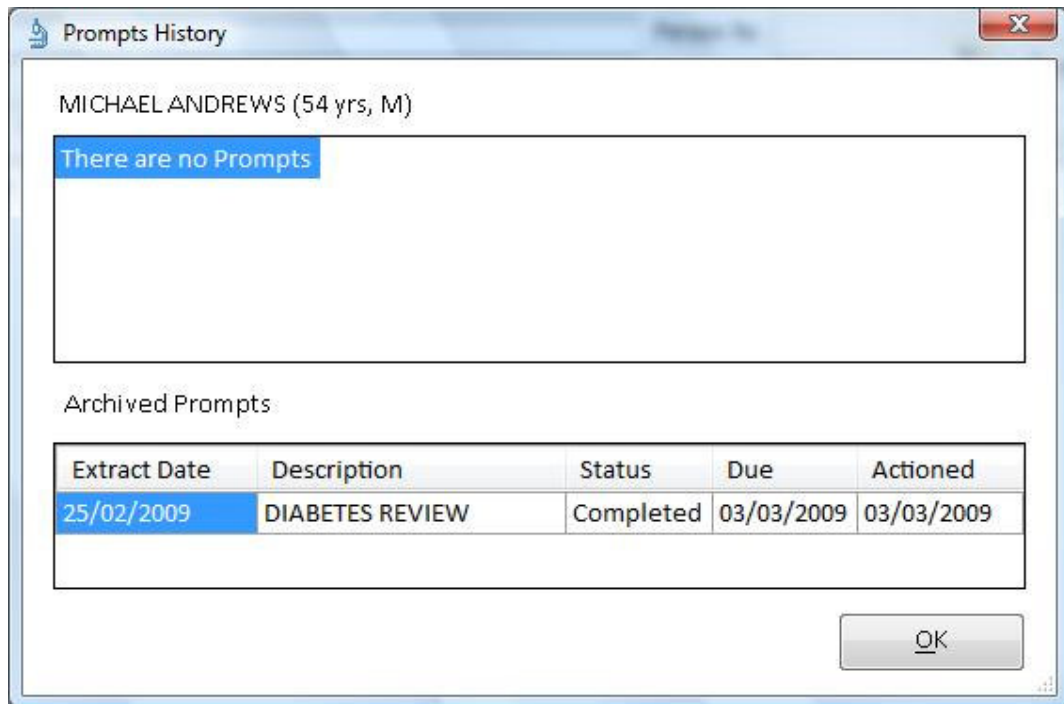 Prompts History
MICHAEL ANDREWS (54 yrs, M)
There are no Prompts
Archived Prompts
Extract Date Description Status Due Actioned
25/02/2009 DIABETES REVIEW Completed 03/03/2009 03/03/2009
OK